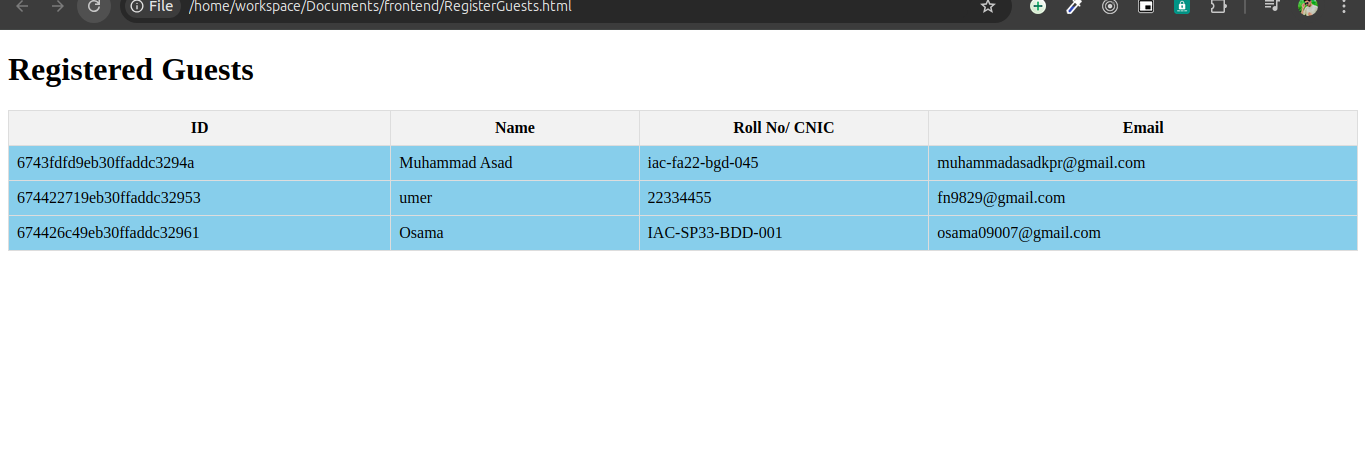 File /home/workspace/Documents/frontend/RegisterGuests.html
Registered Guests
ID Name Roll No/ CNIC Email
6743fdfd9eb30ffaddc3294a Muhammad Asad iac-fa22-bgd-045 muhammadasadkpr@gmail.com
674422719eb30ffaddc32953 umer 22334455 fn9829@gmail.com
674426c49eb30ffaddc32961 Osama IAC-SP33-BDD-001 osama09007@gmail.com